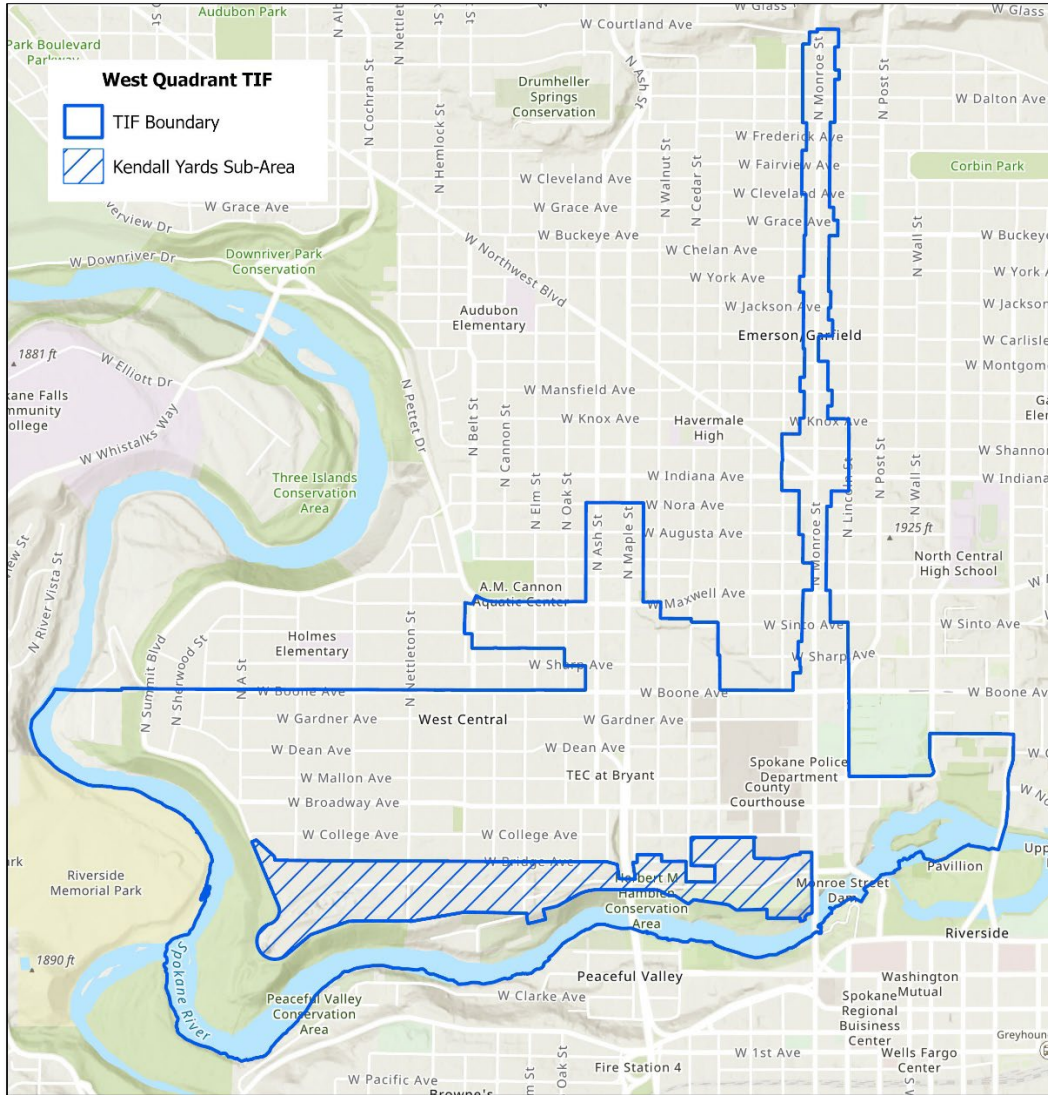 West Quadrant TIF
TIF Boundary
Kendall Yards Sub-Area
Audubon Park
W Courtland Ave
W Glass
W Glass
Park Boulevard
Parkway
N Cochran St
N Nettleton
N Hemlock St
N Ash St
Drumheller
Springs
Conservation
N Monroe St
N Post St
W Dalton Ave
W Frederick Ave
W Fairview Ave
Corbin Park
N Walnut St
N Cedar St
W Cleveland Ave
W Cleveland Ave
W Grace Ave
W Grace Ave
W Grace Ave
W Buckeye Ave
W Buckeye
N Wall St
W Chelan Ave
W York Ave
W York A
W Northwest Blvd
Downriver Park
Conservation
W Downriver Dr
W Jackson Ave
W Jackson
Audubon
Elementary
Emerson/Garfield
W Carlisle
W Montgom
1881 ft
W Elliott Dr
kane Falls
mmunity
ollege
W Whistalks Way
N Pettet Dr
W Mansfield Ave
W Knox Ave
W Knox Ave
Havermale
High
N Belt St
N Cannon St
N Elm St
N Oak St
W Shannon
W Indiana Ave
W Indiana
Three Islands
Conservation
Area
W Nora Ave
W Augusta Ave
N Ash St
N Maple St
N Monroe St
N Lincoln St
N Post St
N Wall St
1925 ft
North Central
High School
N River Vista St
A.M. Cannon
Aquatic Center
W Maxwell Ave
W Sinto Ave
W Sinto Ave
Holmes
Elementary
N Nettleton St
W Sharp Ave
W Sharp Ave
N Summit Blvd
N Sherwood St
N A St
W Boone Ave
W Boone Ave
W Boone Ave
W Gardner Ave
West Central
W Gardner Ave
W Dean Ave
W Dean Ave
W Mallon Ave
TEC at Bryant
Spokane Police
Department
County
Courthouse
W Broadway Ave
W College Ave
W College Ave
W Bridge Ave
Riverside
Memorial Park
Herbert M
Hamblen
Conservation
Area
Monroe Street
Dam
Pavillion
Riverside
1890 ft
Spokane River
Peaceful Valley
Conservation
Area
Peaceful Valley
W Clarke Ave
Washington
Mutual
Spokane
Regional
Buisiness
Center
Greyhoun
W 1st Ave
Wells Fargo
Center
Fire Station 4
Oak St
W Pacific Ave
Browne's